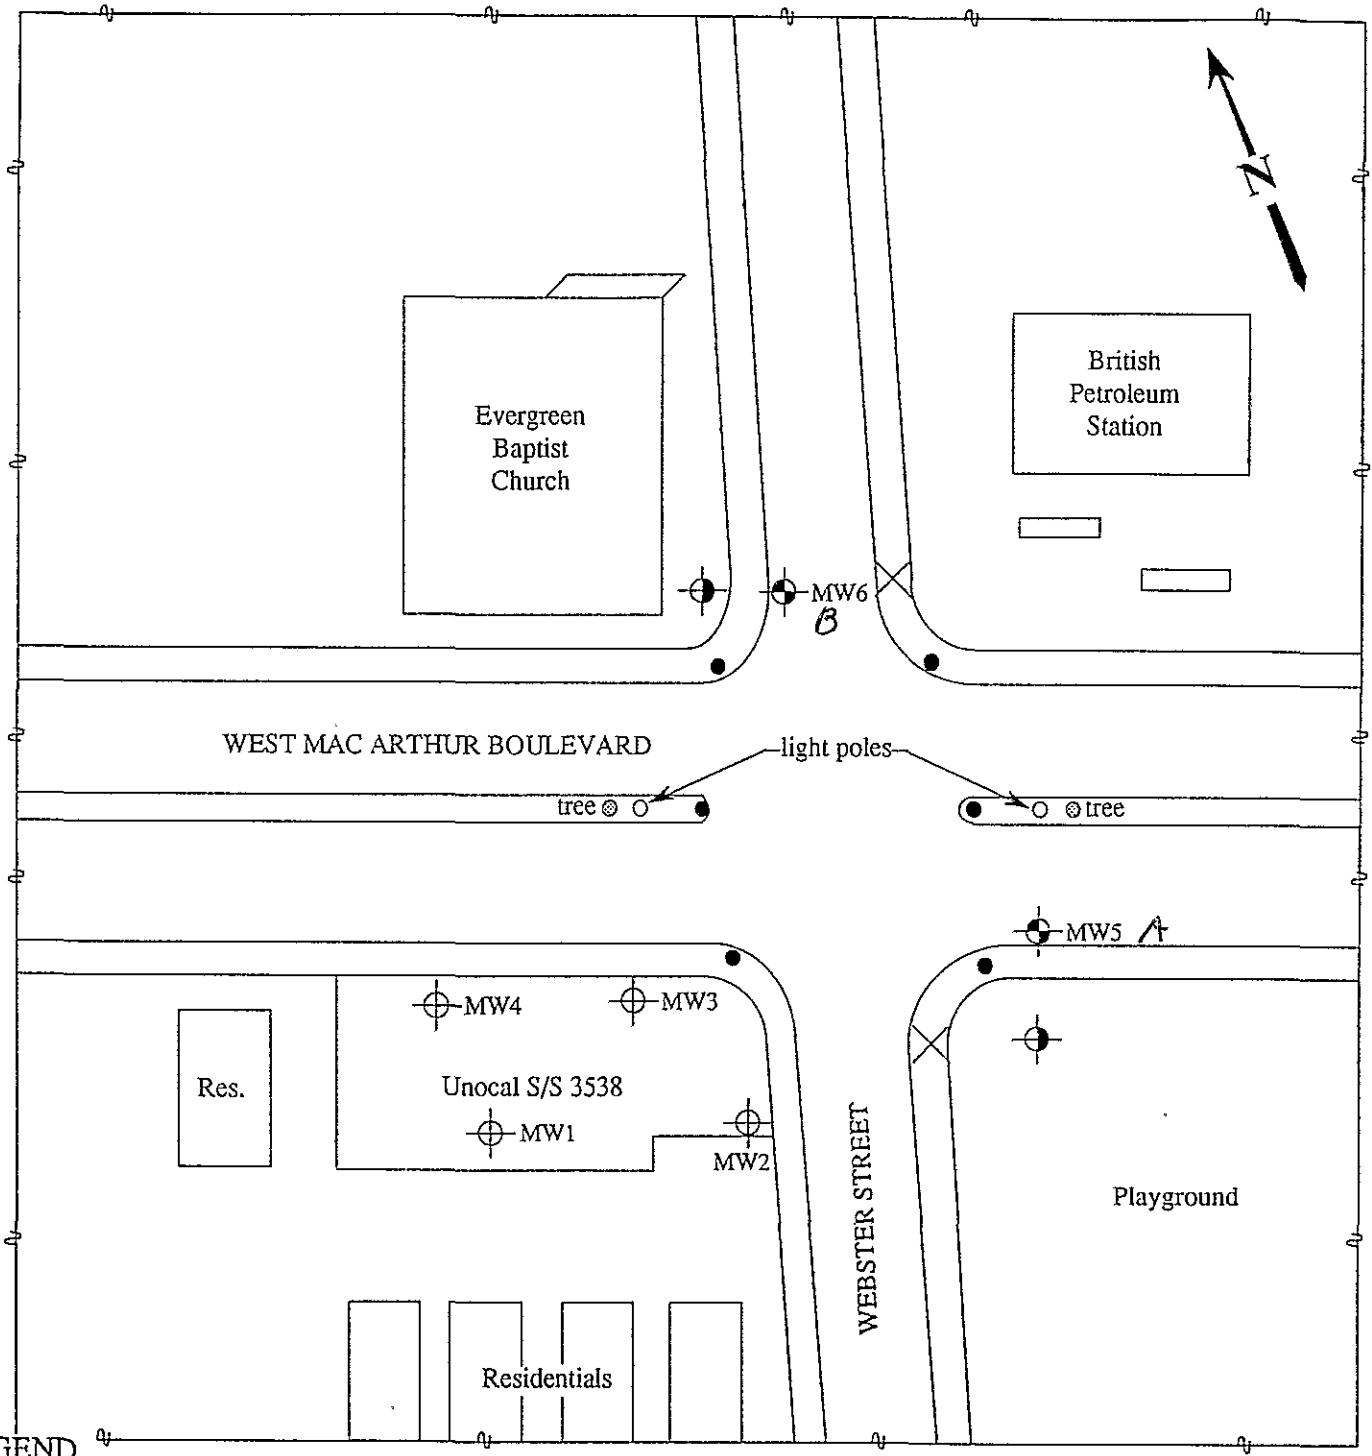 N
British
Petroleum
Station
Evergreen
Baptist
Church
MW6
B
WEST MAC ARTHUR BOULEVARD
light poles
tree
tree
MW5 A
MW4
MW3
Res.
Unocal S/S 3538
MW1
MW2
WEBSTER STREET
Playground
Residentials
GEND